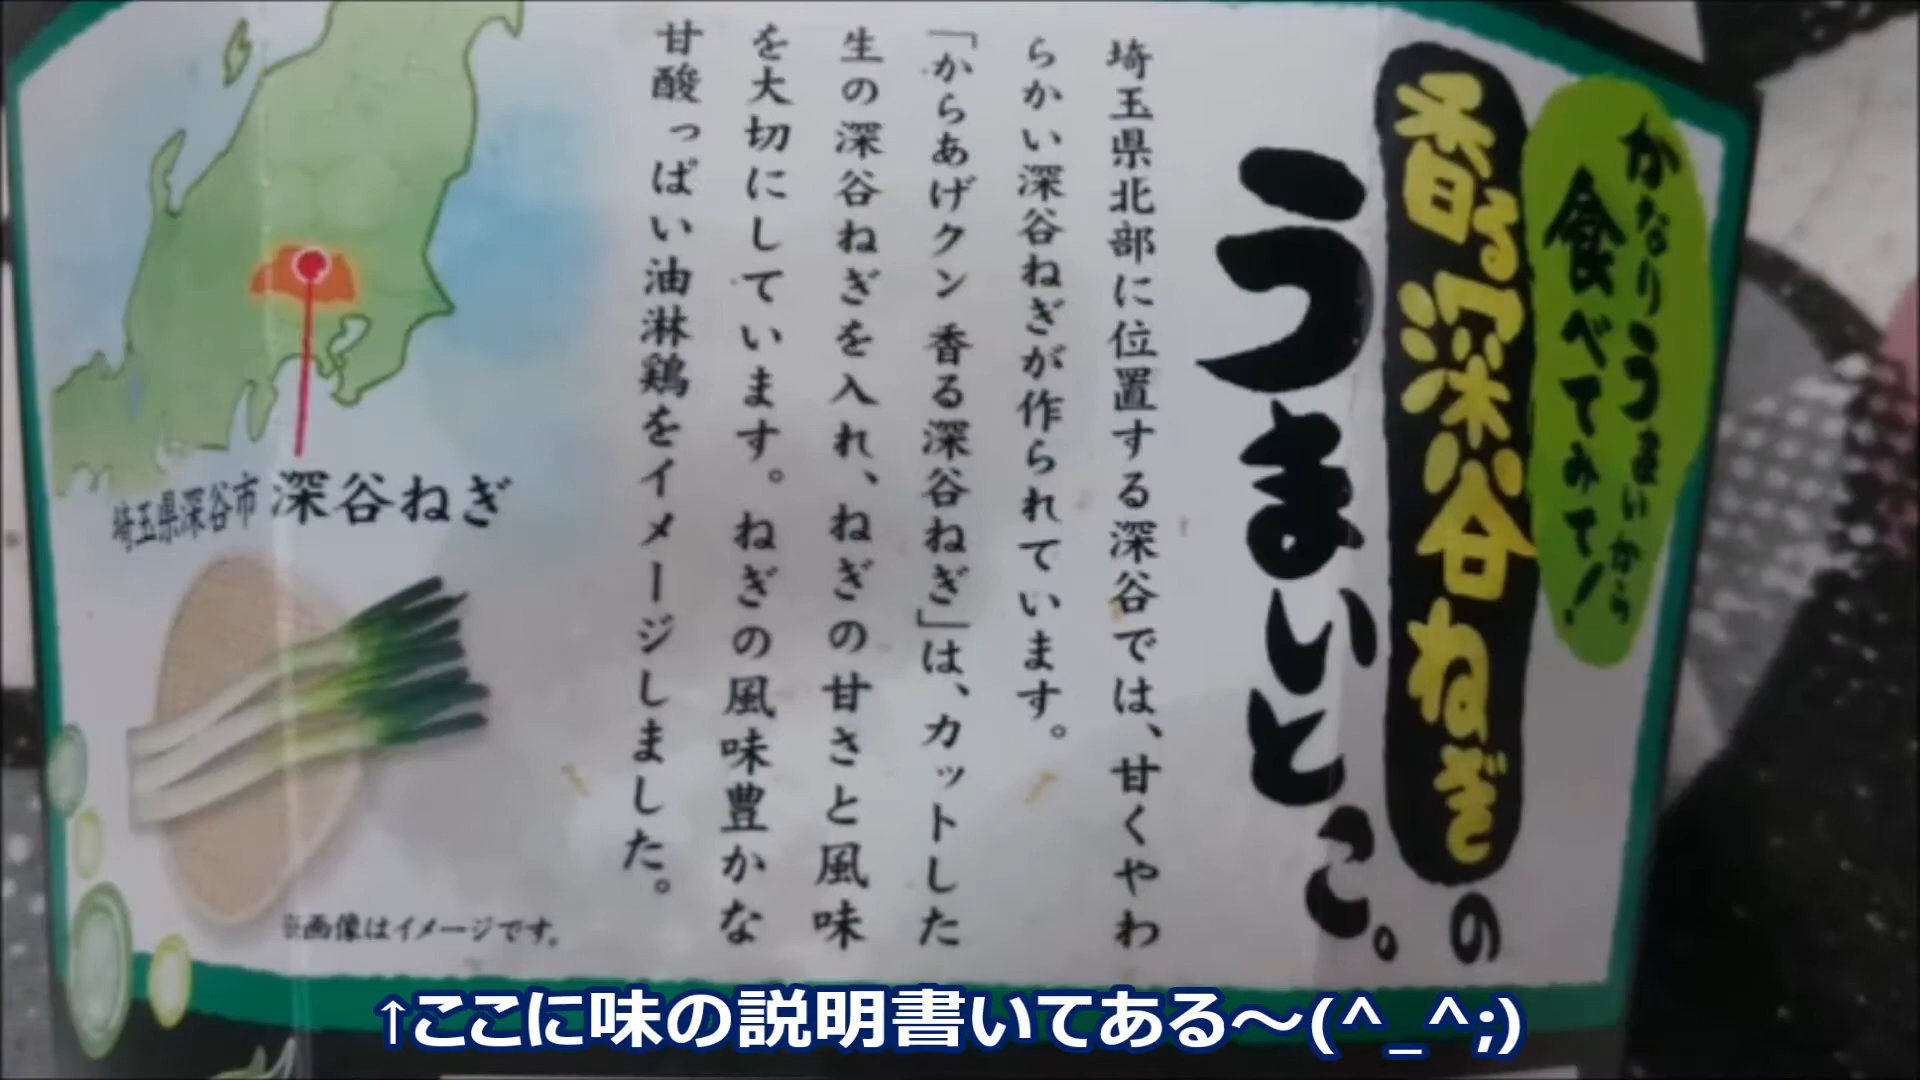 かなりうまいから
食べてみて!
香る深谷ねぎの
うまいとこ。
埼玉県北部に位置する深谷では、甘くやわ
らかい深谷ねぎが作られています。
「からあげクン 香る深谷ねぎ」は、カットした
生の深谷ねぎを入れ、ねぎの甘さと風味
を大切にしています。ねぎの風味豊かな
甘酸っぱい油淋鶏をイメージしました。
埼玉県深谷市 深谷ねぎ
※画像はイメージです。
↑ここに味の説明書いてある～(^_^;)